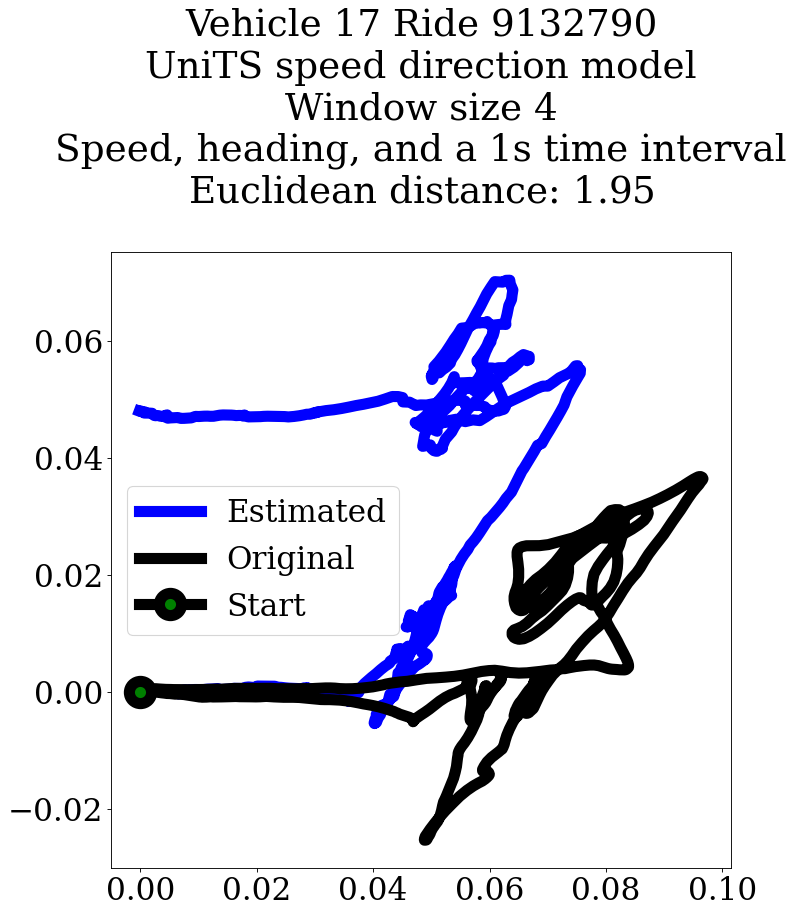 Vehicle 17 Ride 9132790
UniTS speed direction model
Window size 4
Speed, heading, and a 1s time interval
Euclidean distance: 1.95
0.06
0.04
0.02
0.00
−0.02
Estimated
Original
Start
0.00 0.02 0.04 0.06 0.08 0.10